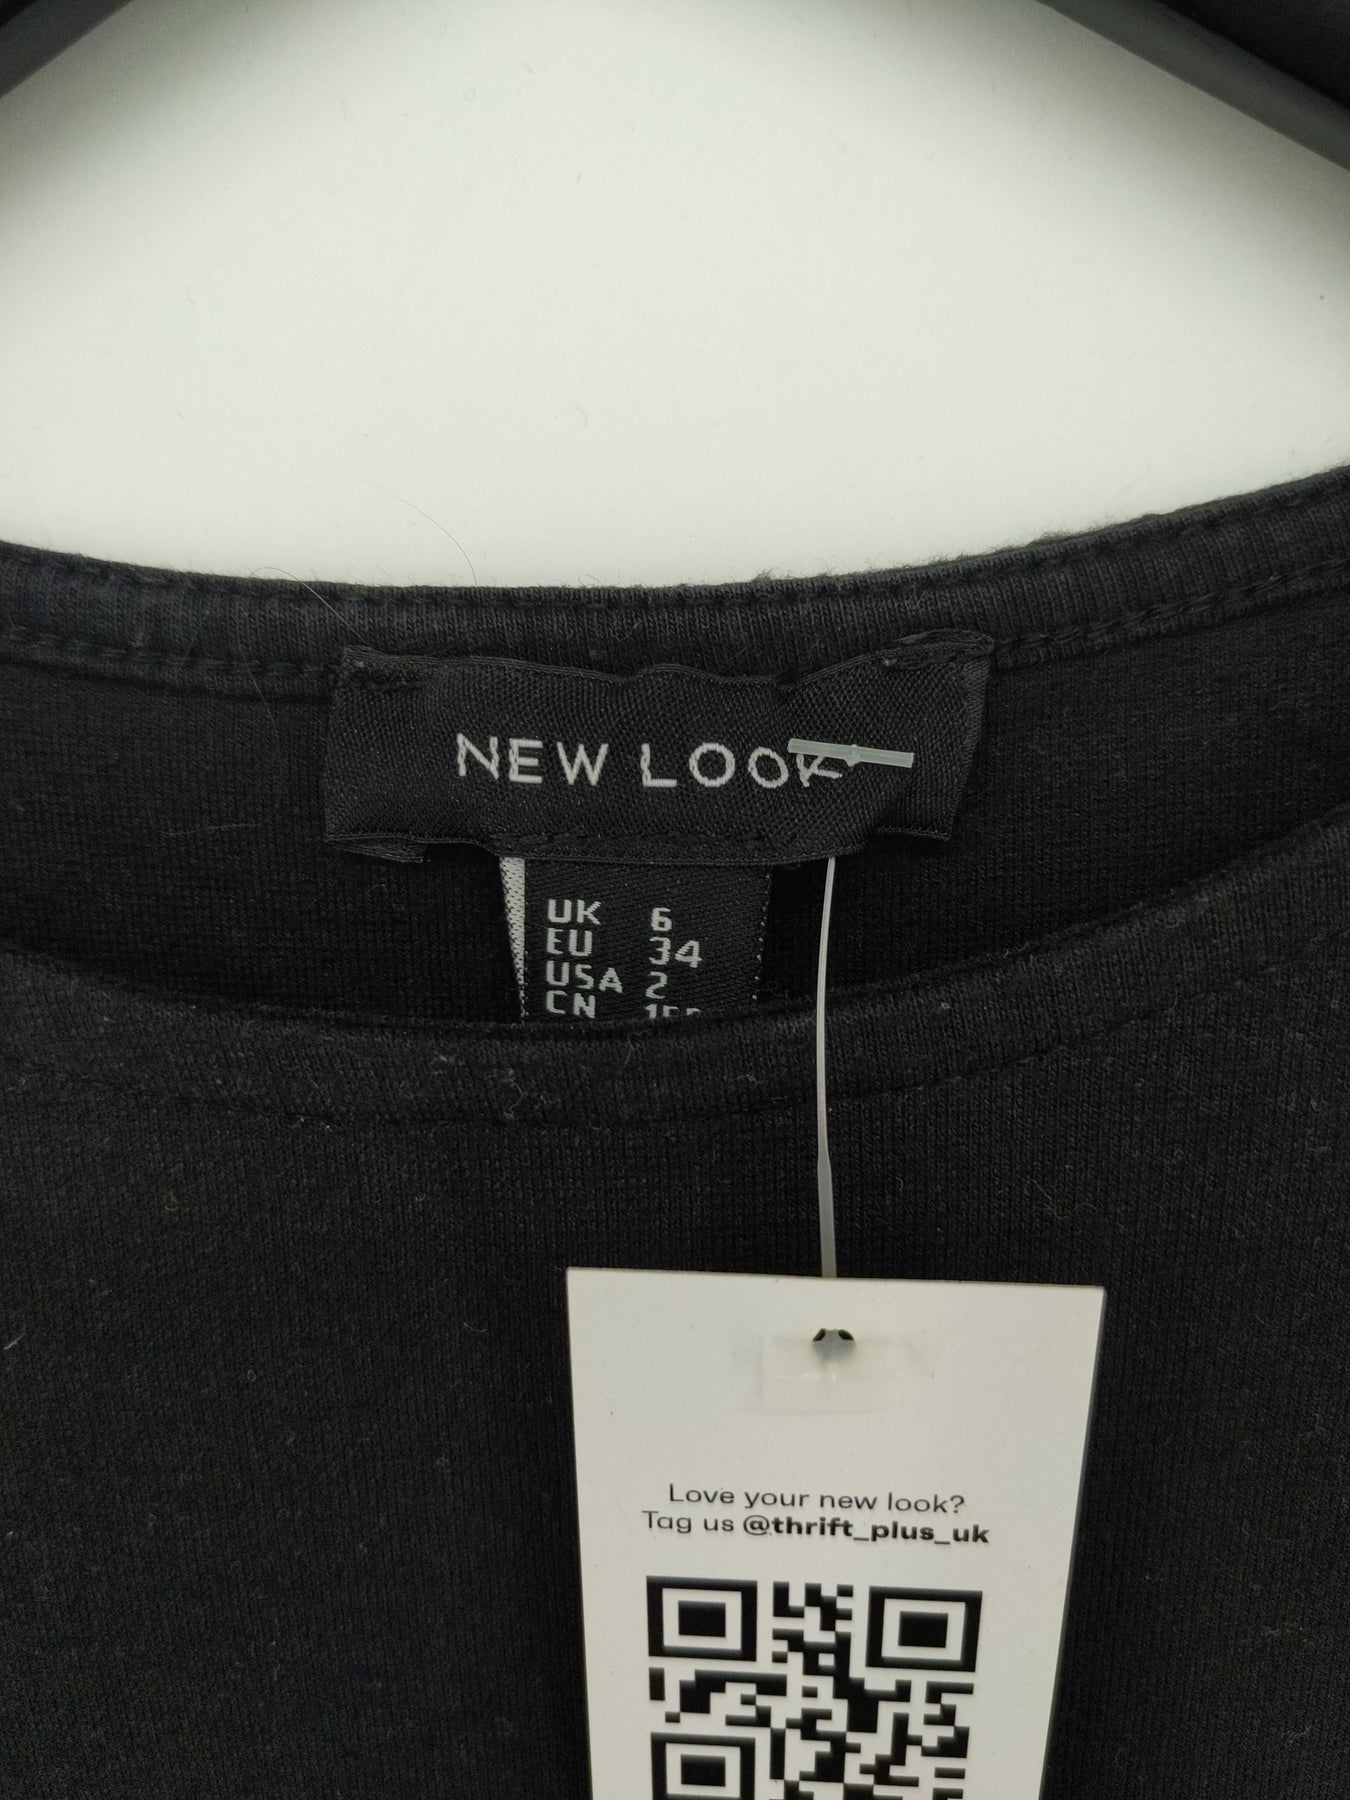 NEW LOOK
UK 6
EU 34
USA 2
CN
Love your new look?
Tag us @thrift_plus_uk